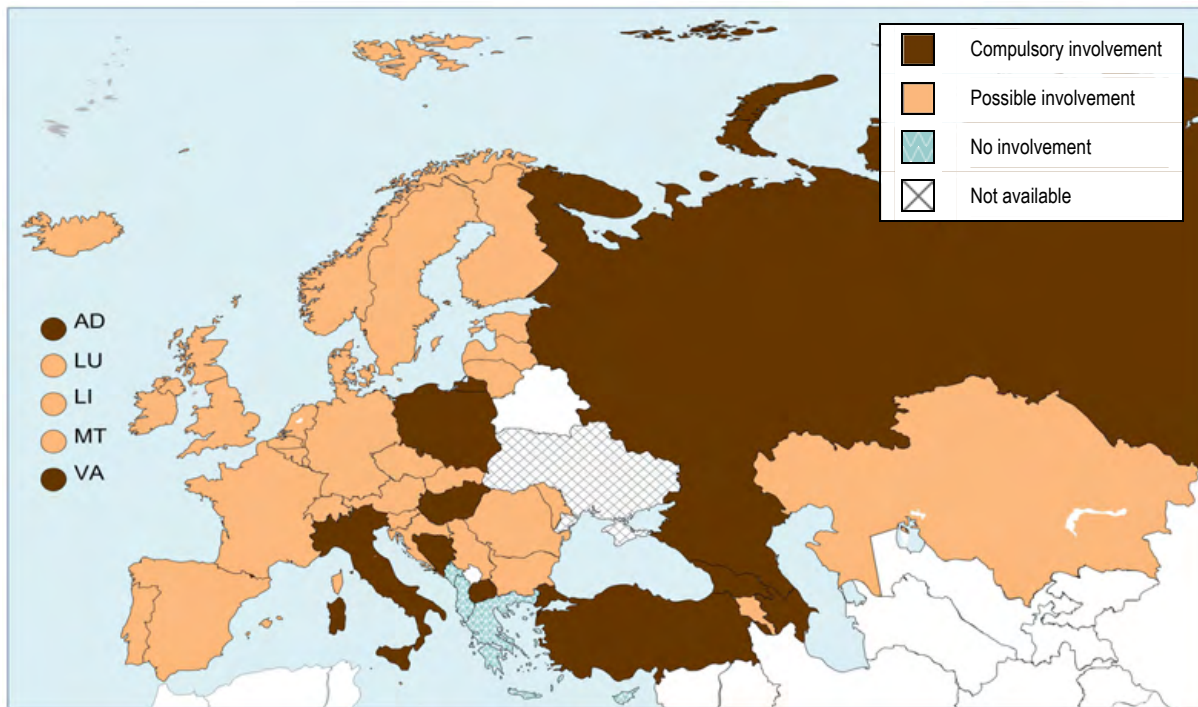 Compulsory involvement
Possible involvement
No involvement
Not available
AD
LU
LI
MT
VA